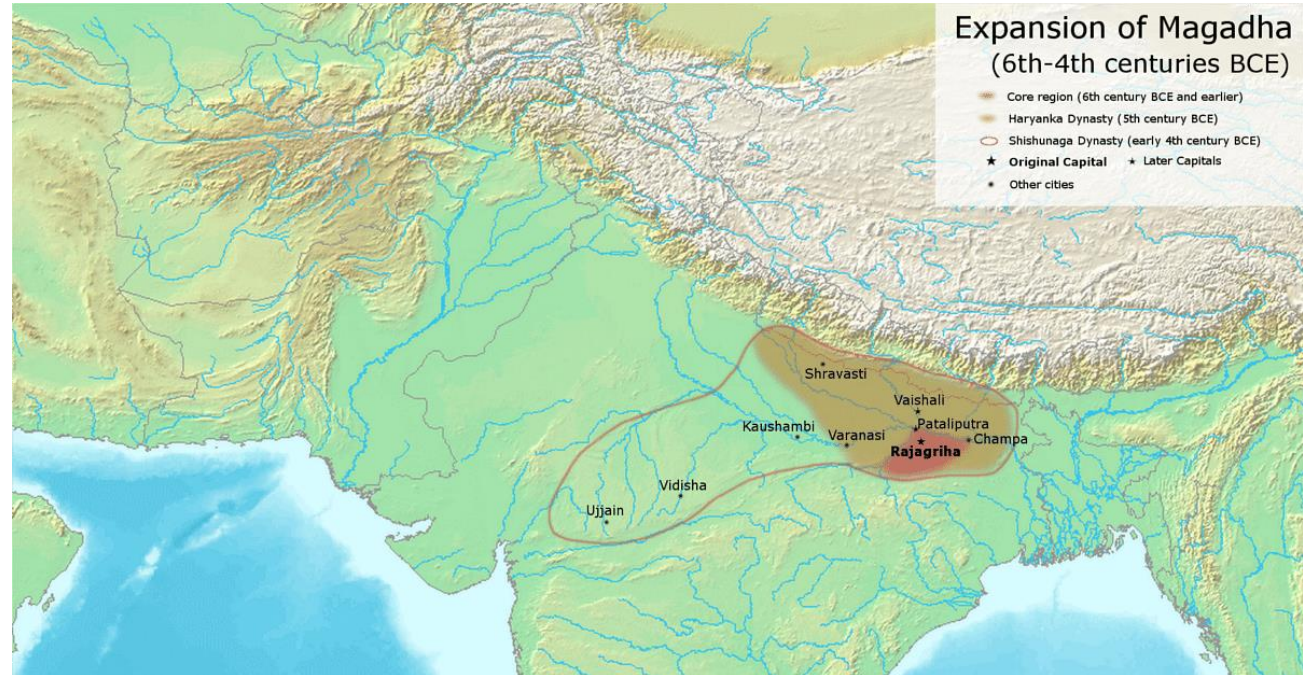 Expansion of Magadha
(6th-4th centuries BCE)
Core region (6th century BCE and earlier)
Haryanka Dynasty (5th century BCE)
Shishunaga Dynasty (early 4th century BCE)
Original Capital
Later Capitals
Other cities
Shravasti
Vaishali
Pataliputra
Kaushambi
Varanasi
Champa
Rajagriha
Vidisha
Ujjain